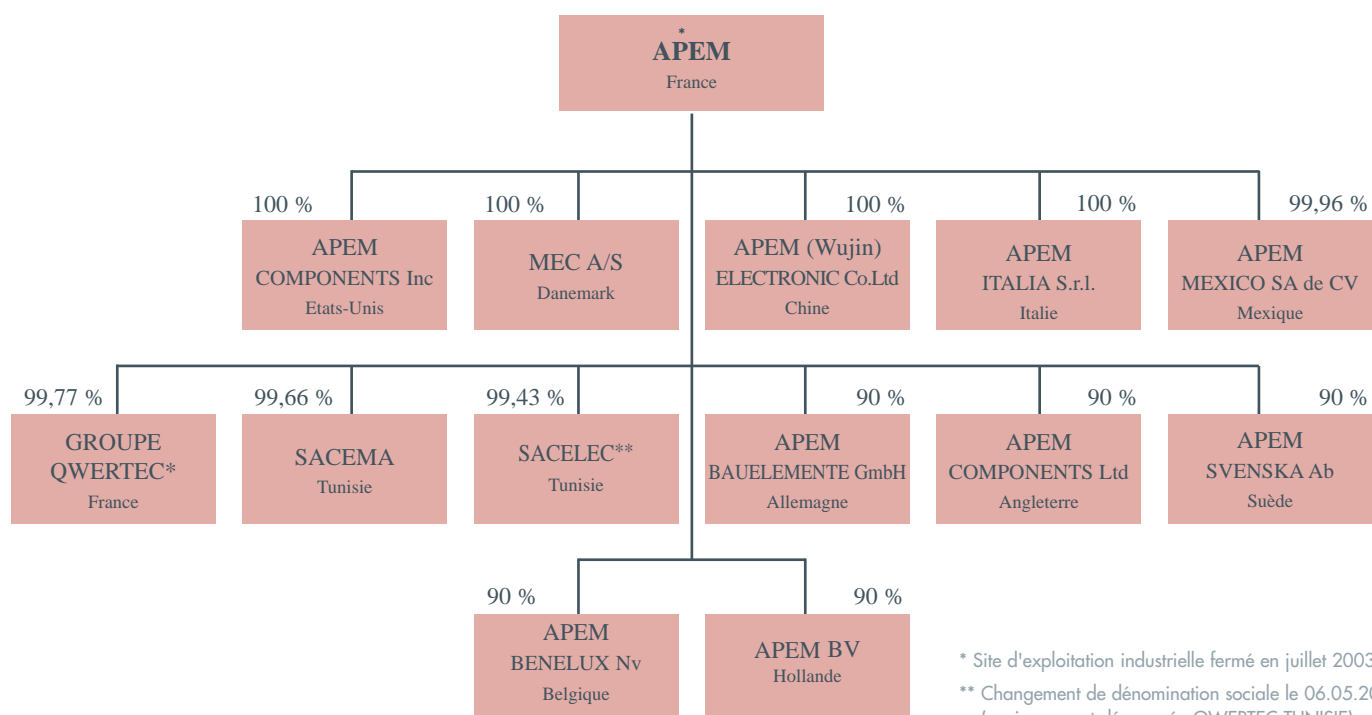 *
APEM
France
100 %
100 %
100 %
100 %
99,96 %
APEM
COMPONENTS Inc
Etats-Unis
MEC A/S
Danemark
APEM (Wujin)
ELECTRONIC Co.Ltd
Chine
APEM
ITALIA S.r.l.
Italie
APEM
MEXICO SA de CV
Mexique
99,77 %
99,66 %
99,43 %
90 %
90 %
90 %
GROUPE
QWERTEC*
France
SACEMA
Tunisie
SACELEC**
Tunisie
APEM
BAUELEMENTE GmbH
Allemagne
APEM
COMPONENTS Ltd
Angleterre
APEM
SVENSKA Ab
Suède
90 %
90 %
APEM
BENELUX Nv
Belgique
APEM BV
Hollande
* Site d'exploitation industrielle fermé en juillet 2003
** Changement de dénomination sociale le 06.05.20